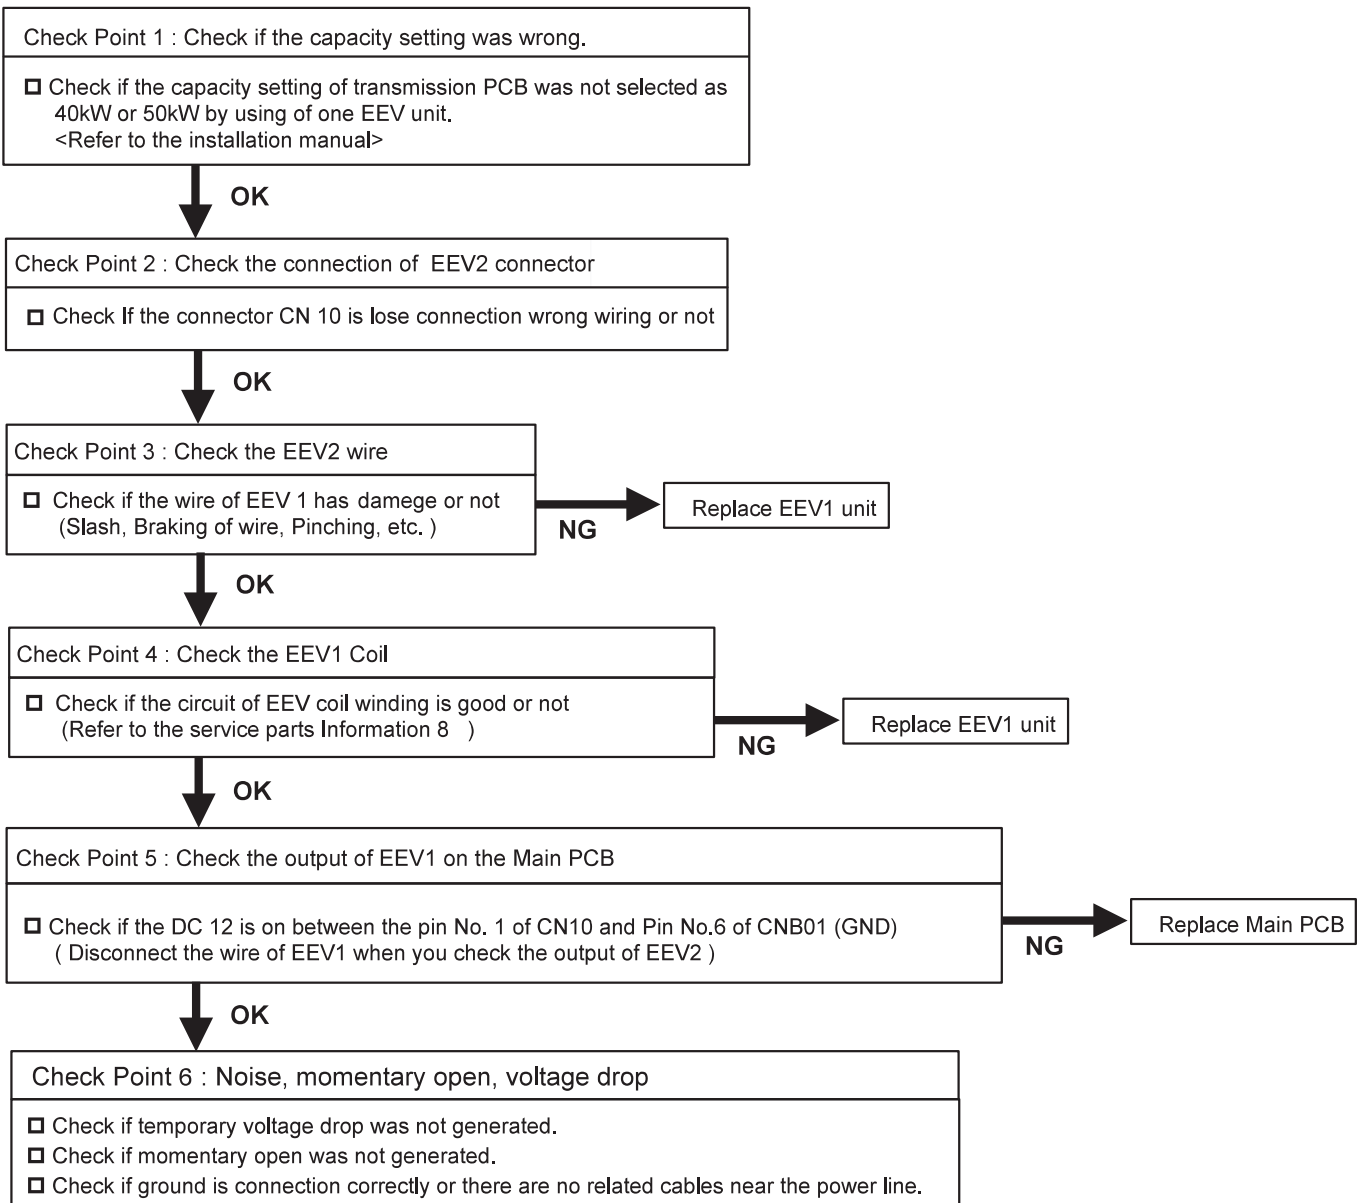 Check Point 1 : Check if the capacity setting was wrong.
Check if the capacity setting of transmission PCB was not selected as
40kW or 50kW by using of one EEV unit.
<Refer to the installation manual>
OK
Check Point 2 : Check the connection of EEV2 connector
Check If the connector CN 10 is lose connection wrong wiring or not
OK
Check Point 3 : Check the EEV2 wire
Check if the wire of EEV 1 has damege or not
(Slash, Braking of wire, Pinching, etc. )
NG
Replace EEV1 unit
OK
Check Point 4 : Check the EEV1 Coil
Check if the circuit of EEV coil winding is good or not
(Refer to the service parts Information 8 )
NG
Replace EEV1 unit
OK
Check Point 5 : Check the output of EEV1 on the Main PCB
Check if the DC 12 is on between the pin No. 1 of CN10 and Pin No.6 of CNB01 (GND)
( Disconnect the wire of EEV1 when you check the output of EEV2 )
NG
Replace Main PCB
OK
Check Point 6 : Noise, momentary open, voltage drop
Check if temporary voltage drop was not generated.
Check if momentary open was not generated.
Check if ground is connection correctly or there are no related cables near the power line.